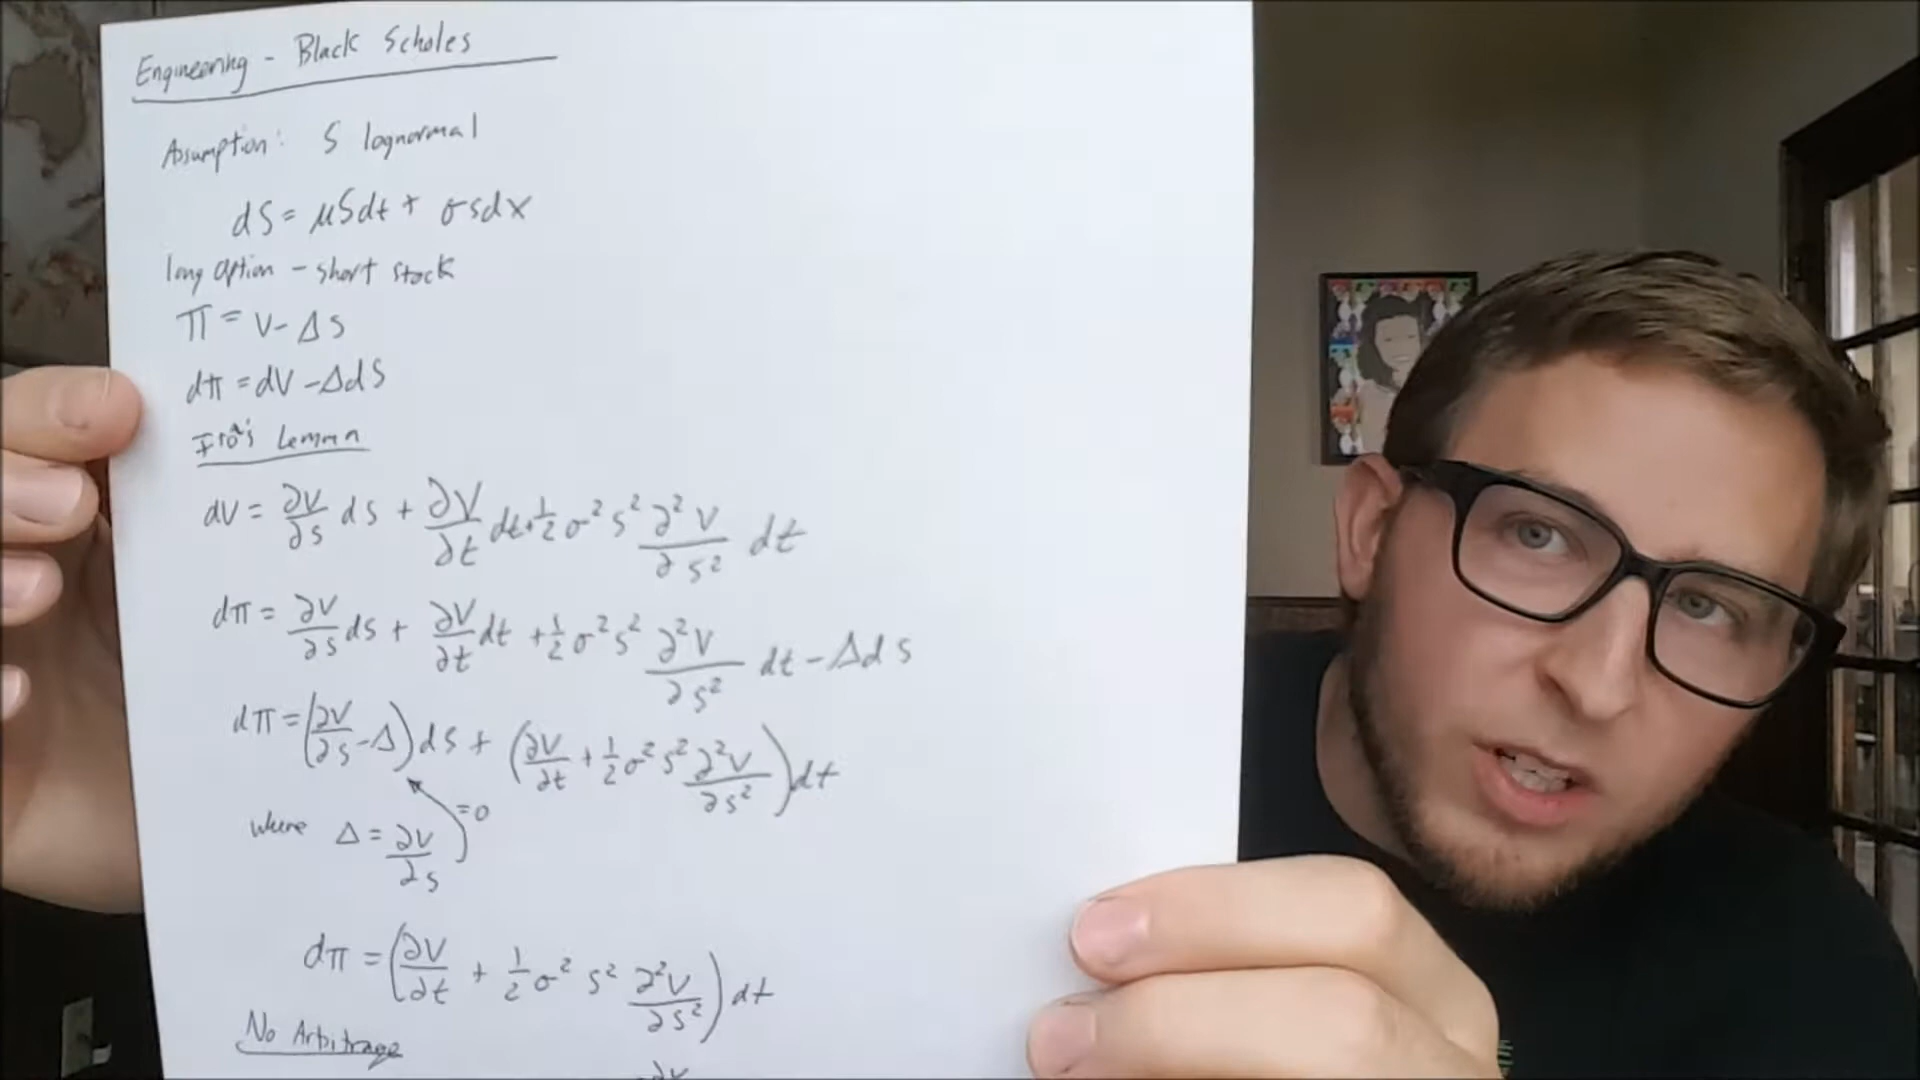 Engineering - Black Scholes
Assumption: S lognormal
dS = μSdt + σsdx
long option - short stock
π = V - Δ S
dπ = dV - Δd S
Itô's Lemma
dV = ∂V/∂s ds + ∂V/∂t dt + 1/2 σ² s² ∂²V/∂s² dt
dπ = ∂V/∂s ds + ∂V/∂t dt + 1/2 σ² s² ∂²V/∂s² dt - Δd s
dπ = (∂V/∂s - Δ) ds + (∂V/∂t + 1/2 σ² s² ∂²V/∂s²) dt
where Δ = ∂V/∂s = 0
dπ = (∂V/∂t + 1/2 σ² s² ∂²V/∂s²) dt
No Arbitrage